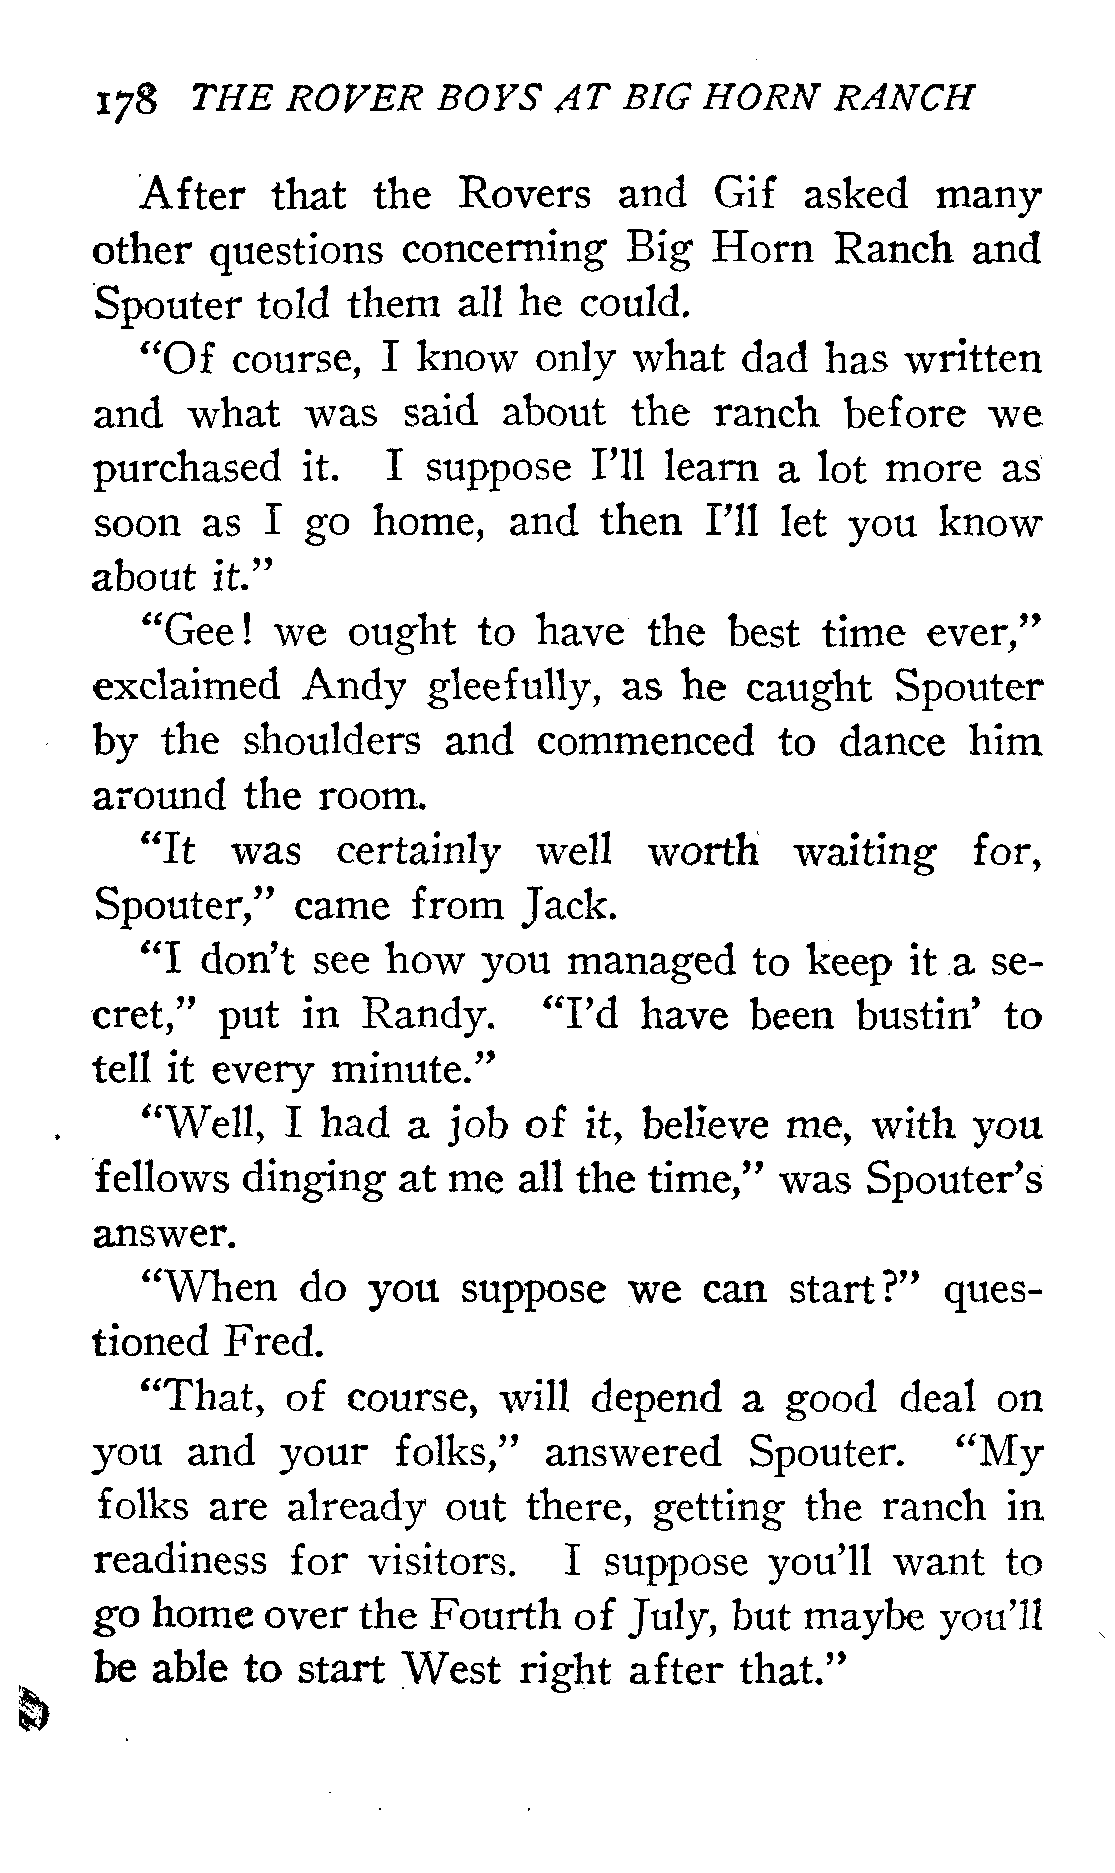 178 THE ROVER BOYS AT BIG HORN RANCH
After that the Rovers and Gif asked many
other questions concerning Big Horn Ranch and
Spouter told them all he could.
“Of course, I know only what dad has written
and what was said about the ranch before we
purchased it. I suppose I’ll learn a lot more as
soon as I go home, and then I’ll let you know
about it.”
“Gee! we ought to have the best time ever,”
exclaimed Andy gleefully, as he caught Spouter
by the shoulders and commenced to dance him
around the room.
“It was certainly well worth waiting for,
Spouter,” came from Jack.
“I don’t see how you managed to keep it a se-
cret,” put in Randy. “I’d have been bustin’ to
tell it every minute.”
“Well, I had a job of it, believe me, with you
fellows dinging at me all the time,” was Spouter’s
answer.
“When do you suppose we can start?” ques-
tioned Fred.
“That, of course, will depend a good deal on
you and your folks,” answered Spouter. “My
folks are already out there, getting the ranch in
readiness for visitors. I suppose you’ll want to
go home over the Fourth of July, but maybe you’ll
be able to start West right after that.”